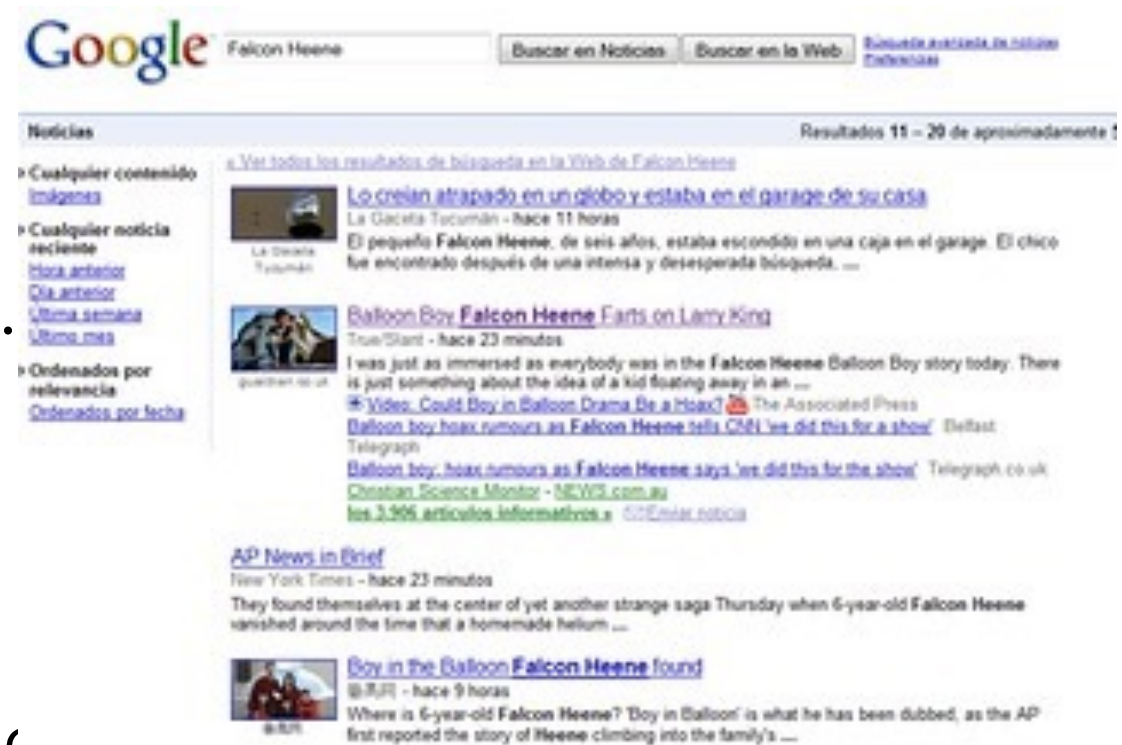 Google Falcon Heene Buscar en Noticias Buscar en la Web Búsqueda avanzada de noticias
Preferencias
Noticias Resultados 11 – 20 de aproximadamente
Cualquier contenido
Imágenes
Cualquier noticia reciente
Hora anterior
Día anterior
Última semana
Último mes
Ordenados por relevancia
Ordenados por fecha
« Ver todos los resultados de búsqueda en la Web de Falcon Heene
Lo creían atrapado en un globo y estaba en el garage de su casa
La Gaceta Tucumán - hace 11 horas
El pequeño Falcon Heene, de seis años, estaba escondido en una caja en el garage. El chico
fue encontrado después de una intensa y desesperada búsqueda, ...
La Gaceta
Tucumán
Balloon Boy Falcon Heene Farts on Larry King
True/Slant - hace 23 minutos
I was just as immersed as everybody was in the Falcon Heene Balloon Boy story today. There
is just something about the idea of a kid floating away in an ...
guardian.co.uk
Video: Could Boy in Balloon Drama Be a Hoax? The Associated Press
Balloon boy hoax rumours as Falcon Heene tells CNN 'we did this for a show' Belfast
Telegraph
Balloon boy: hoax rumours as Falcon Heene says 'we did this for the show' Telegraph.co.uk
Christian Science Monitor - NEWS.com.au
los 3.906 artículos informativos » Enviar noticia
AP News in Brief
New York Times - hace 23 minutos
They found themselves at the center of yet another strange saga Thursday when 6-year-old Falcon Heene
vanished around the time that a homemade helium ...
Boy in the Balloon Falcon Heene found
- hace 9 horas
Where is 6-year-old Falcon Heene? 'Boy in Balloon' is what he has been dubbed, as the AP
first reported the story of Heene climbing into the family's ...